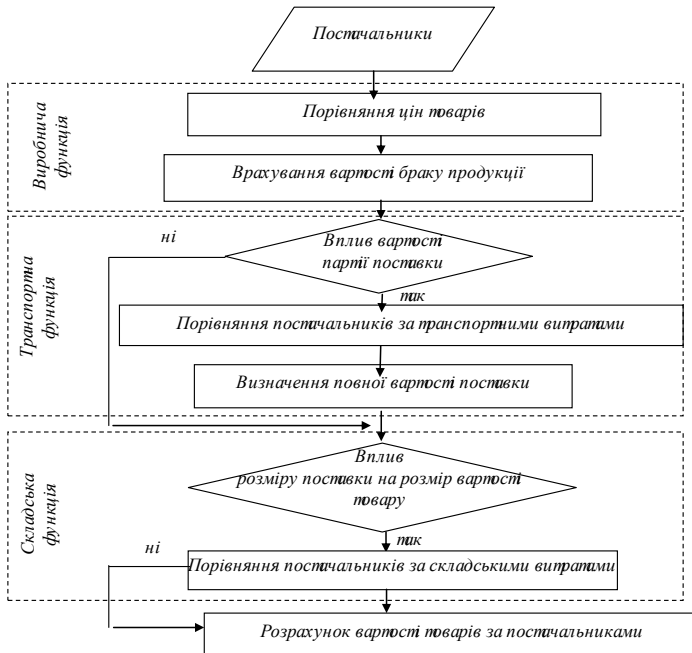 Постачальники
Виробнича
функція
Порівняння цін товарів
Врахування вартості браку продукції
Транспортна
функція
ні
Вплив вартості
партії поставки
так
Порівняння постачальників за транспортними витратами
Визначення повної вартості поставки
Складська
функція
Вплив
розміру поставки на розмір вартості
товару
так
ні
Порівняння постачальників за складськими витратами
Розрахунок вартості товарів за постачальниками